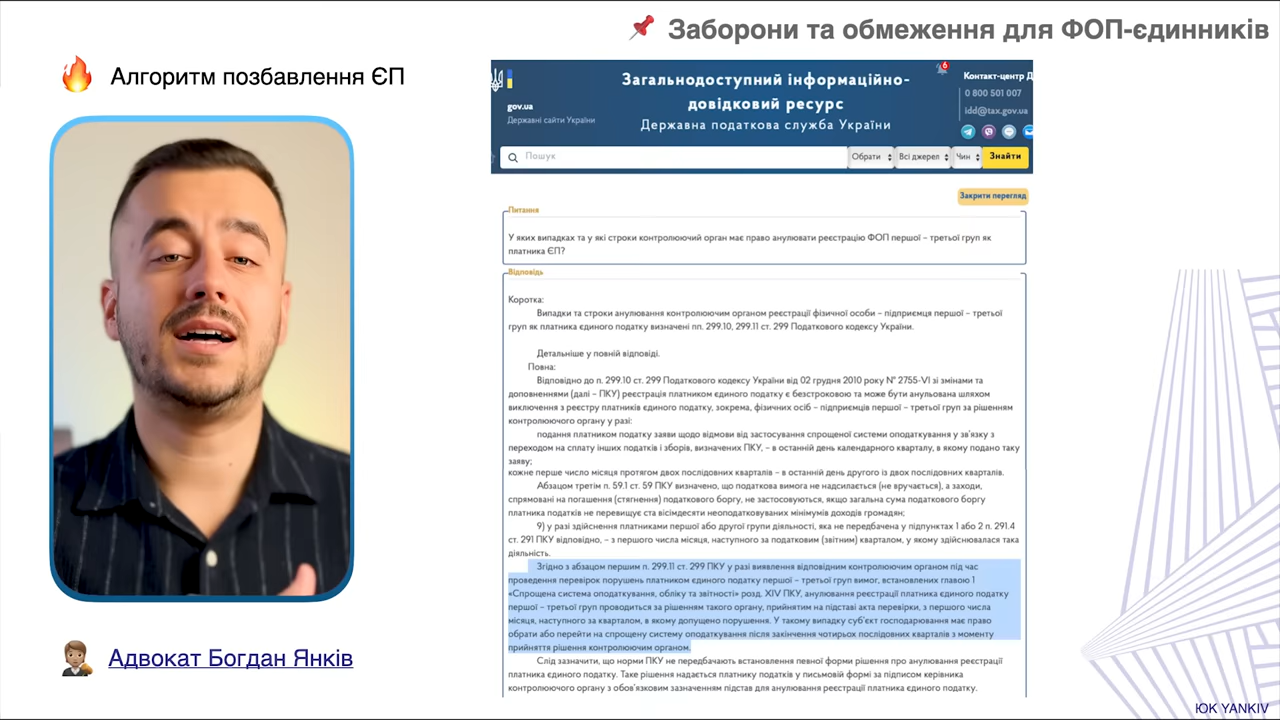 Заборони та обмеження для ФОП-єдинників
Алгоритм позбавлення ЄП
gov.ua
Державні сайти України
Загальнодоступний інформаційно-
довідковий ресурс
Державна податкова служба України
6
Контакт-центр Д
0 800 501 007
idd@tax.gov.ua
Пошук
Обрати
Всі джерел
Чин
Знайти
Закрити перегляд
Питання
У яких випадках та у які строки контролюючий орган має право анулювати реєстрацію ФОП першої – третьої груп як
платника ЄП?
Відповідь
Коротка:
Випадки та строки анулювання контролюючим органом реєстрації фізичної особи – підприємця першої – третьої
груп як платника єдиного податку визначені пп. 299.10, 299.11 ст. 299 Податкового кодексу України.
Детальніше у повній відповіді.
Повна:
Відповідно до п. 299.10 ст. 299 Податкового кодексу України від 02 грудня 2010 року № 2755-VI зі змінами та
доповненнями (далі – ПКУ) реєстрація платником єдиного податку є безстроковою та може бути анульована шляхом
виключення з реєстру платників єдиного податку, зокрема, фізичних осіб – підприємців першої – третьої груп за рішенням
контролюючого органу у разі:
подання платником податку заяви щодо відмови від застосування спрощеної системи оподаткування у зв'язку з
переходом на сплату інших податків і зборів, визначених ПКУ, – в останній день календарного кварталу, в якому подано таку
заяву;
кожне перше число місяця протягом двох послідовних кварталів – в останній день другого із двох послідовних кварталів.
Абзацом третім п. 59.1 ст. 59 ПКУ визначено, що податкова вимога не надсилається (не вручається), а заходи,
спрямовані на погашення (стягнення) податкового боргу, не застосовуються, якщо загальна сума податкового боргу
платника податків не перевищує ста вісімдесяти неоподатковуваних мінімумів доходів громадян;
9) у разі здійснення платниками першої або другої групи діяльності, яка не передбачена у підпунктах 1 або 2 п. 291.4
ст. 291 ПКУ відповідно, – з першого числа місяця, наступного за податковим (звітним) кварталом, у якому здійснювалася така
діяльність.
Згідно з абзацом першим п. 299.11 ст. 299 ПКУ у разі виявлення відповідним контролюючим органом під час
проведення перевірок порушень платником єдиного податку першої – третьої груп вимог, встановлених главою 1
«Спрощена система оподаткування, обліку та звітності» розд. XIV ПКУ, анулювання реєстрації платника єдиного податку
першої – третьої груп проводиться за рішенням такого органу, прийнятим на підставі акта перевірки, з першого числа
місяця, наступного за кварталом, в якому допущено порушення. У такому випадку суб'єкт господарювання має право
обрати або перейти на спрощену систему оподаткування після закінчення чотирьох послідовних кварталів з моменту
прийняття рішення контролюючим органом.
Слід зазначити, що норми ПКУ не передбачають встановлення певної форми рішення про анулювання реєстрації
платника єдиного податку. Таке рішення надається платнику податків у письмовій формі за підписом керівника
контролюючого органу з обов'язковим зазначенням підстав для анулювання реєстрації платника єдиного податку.
Адвокат Богдан Янків
ЮК YANKIV